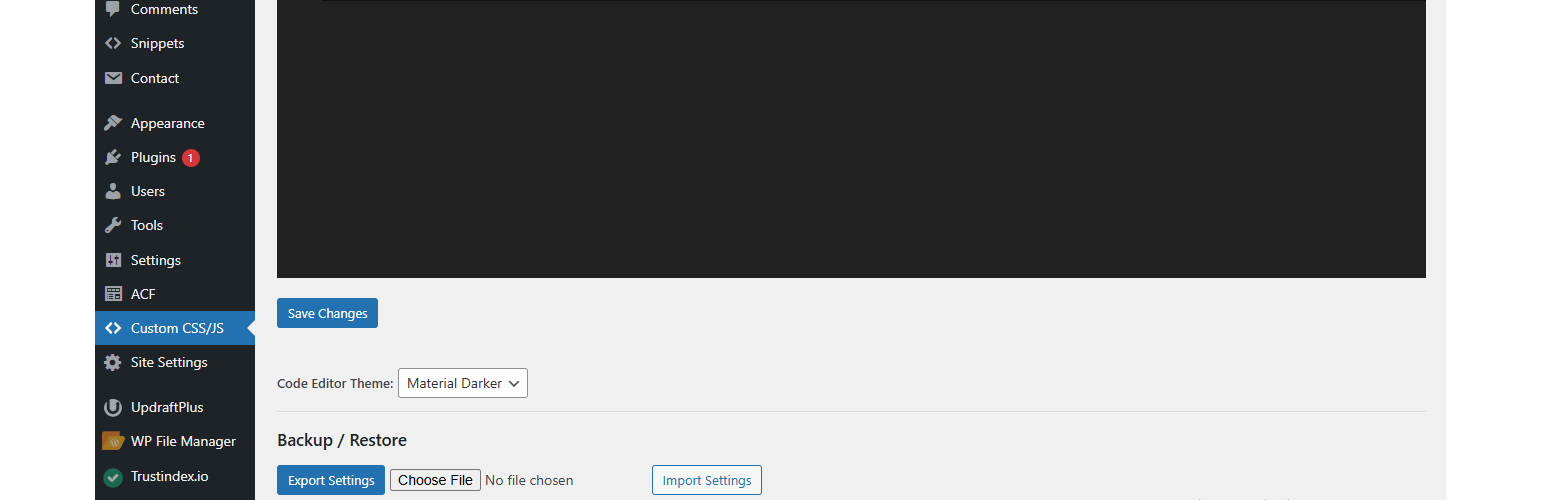 Comments
Snippets
Contact
Appearance
Plugins 1
Users
Tools
Settings
ACF
Custom CSS/JS
Site Settings
UpdraftPlus
WP File Manager
Trustindex.io
Save Changes
Code Editor Theme: Material Darker
Backup / Restore
Export Settings Choose File No file chosen Import Settings